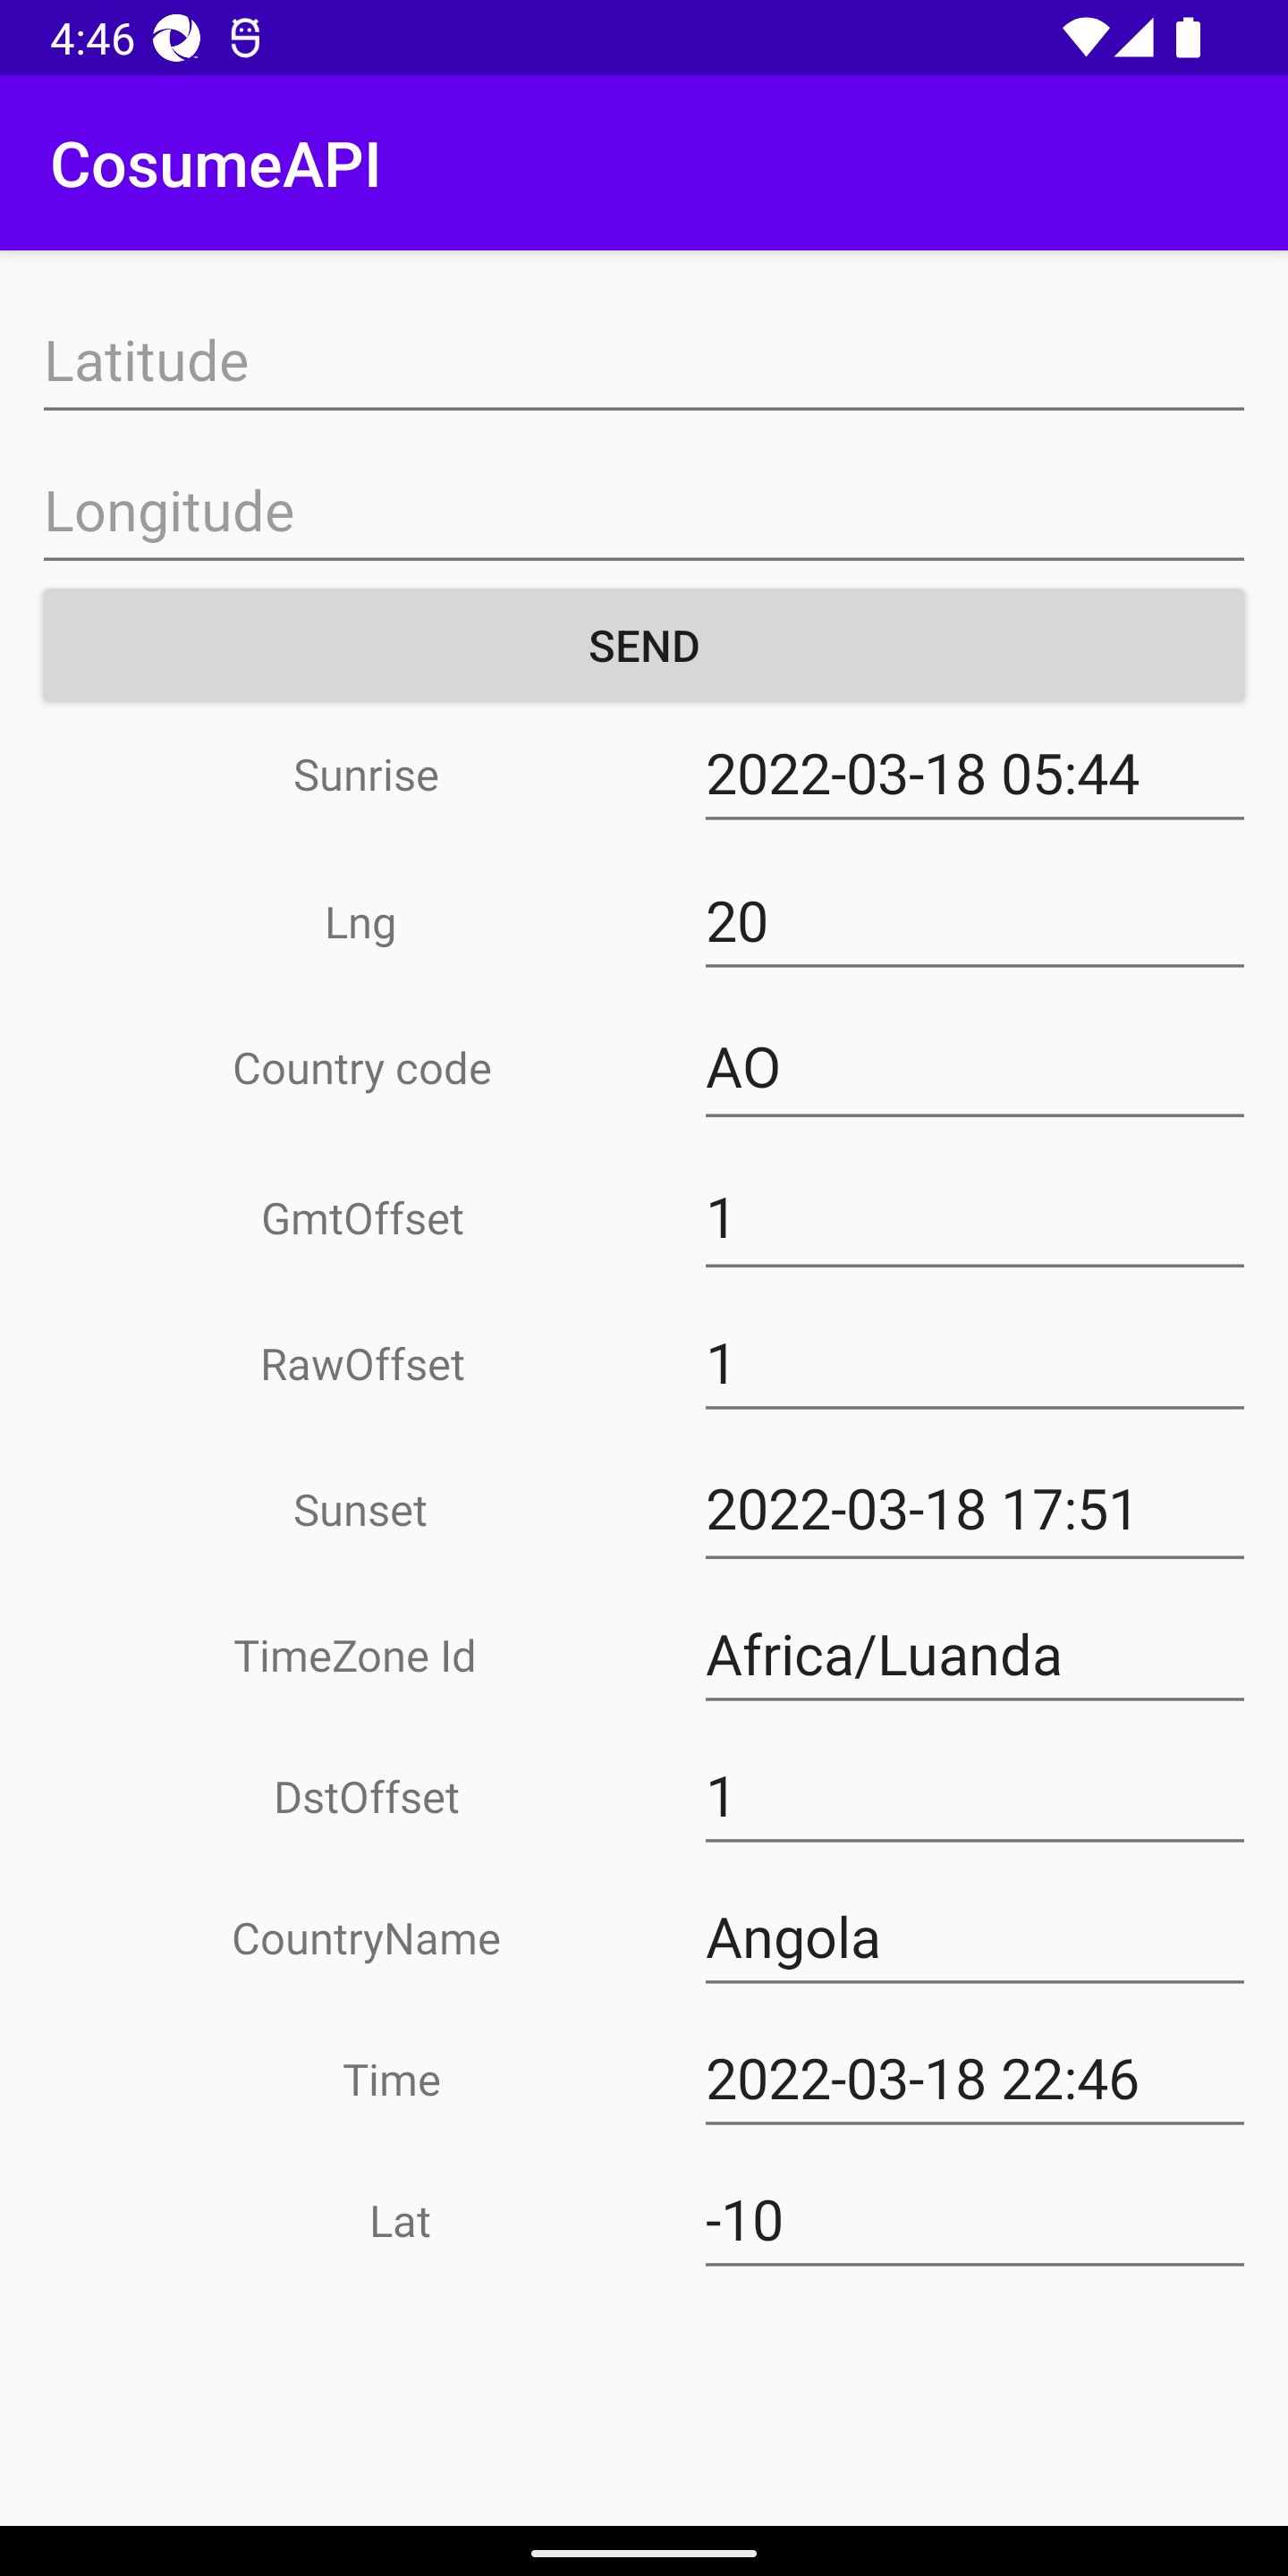 4:46
CosumeAPI
Latitude
Longitude
SEND
Sunrise 2022-03-18 05:44
Lng 20
Country code AO
GmtOffset 1
RawOffset 1
Sunset 2022-03-18 17:51
TimeZone Id Africa/Luanda
DstOffset 1
CountryName Angola
Time 2022-03-18 22:46
Lat -10